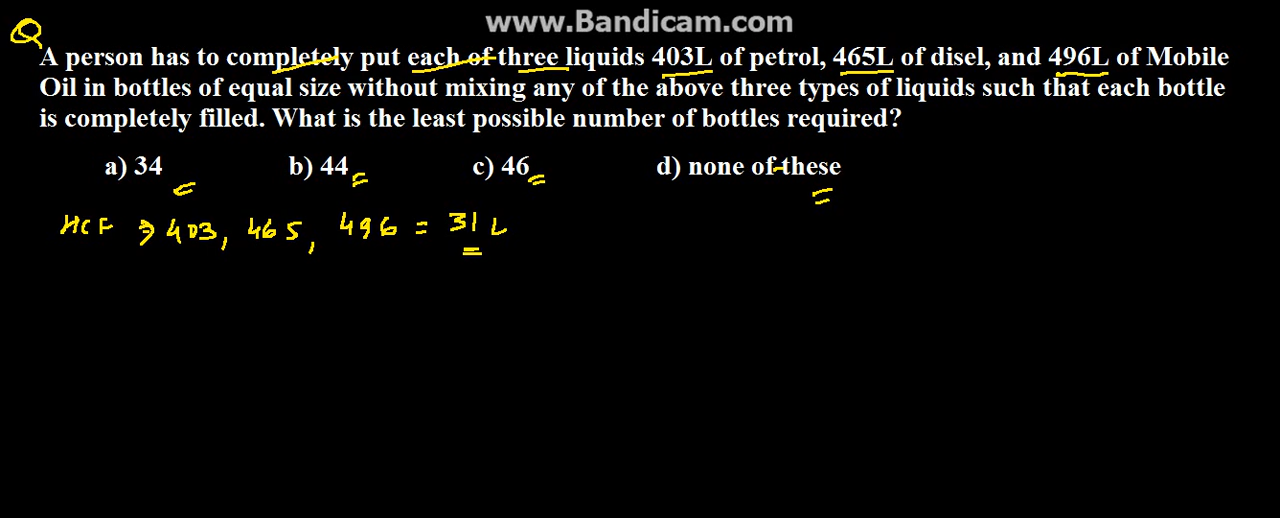 www.Bandicam.com
Q
A person has to completely put each of three liquids 403L of petrol, 465L of disel, and 496L of Mobile
Oil in bottles of equal size without mixing any of the above three types of liquids such that each bottle
is completely filled. What is the least possible number of bottles required?
a) 34 b) 44 c) 46 d) none of these
HCF ⇒ 403, 465, 496 = 31 L